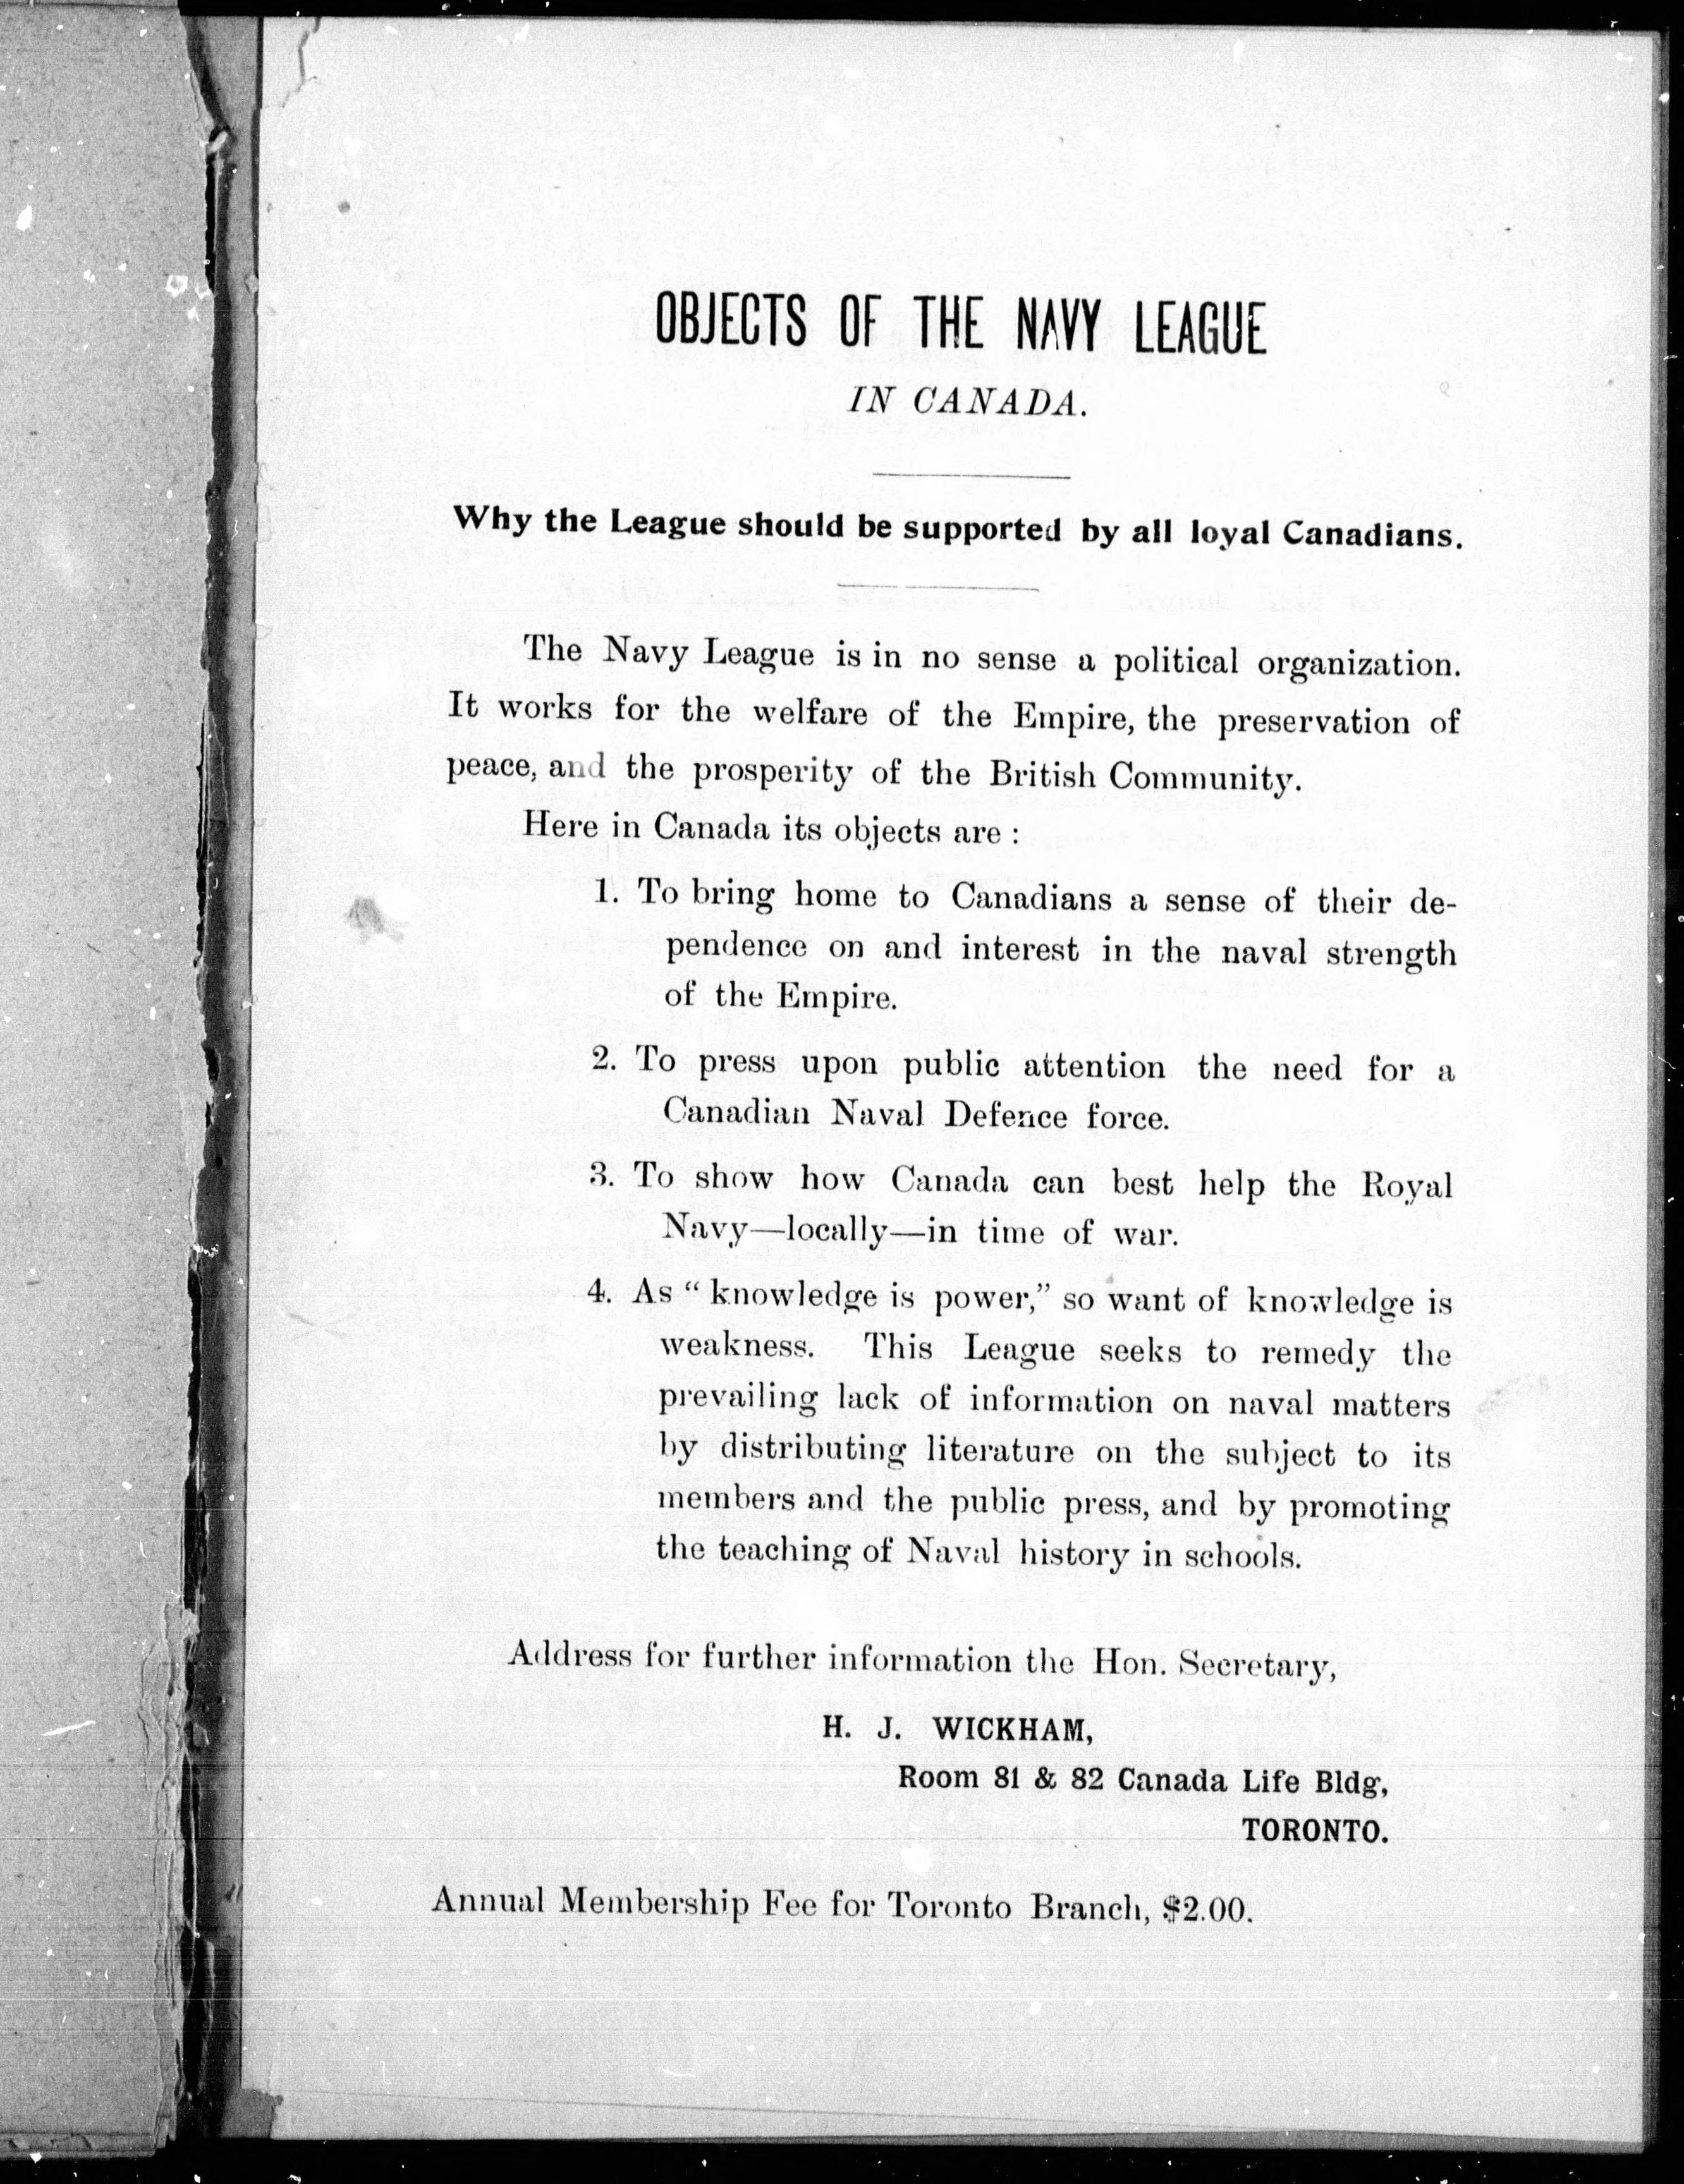 OBJECTS OF THE NAVY LEAGUE
IN CANADA.
Why the League should be supported by all loyal Canadians.
The Navy League is in no sense a political organization.
It works for the welfare of the Empire, the preservation of
peace, and the prosperity of the British Community.
Here in Canada its objects are :
1. To bring home to Canadians a sense of their de-
pendence on and interest in the naval strength
of the Empire.
2. To press upon public attention the need for a
Canadian Naval Defence force.
3. To show how Canada can best help the Royal
Navy—locally—in time of war.
4. As “ knowledge is power,” so want of knowledge is
weakness. This League seeks to remedy the
prevailing lack of information on naval matters
by distributing literature on the subject to its
members and the public press, and by promoting
the teaching of Naval history in schools.
Address for further information the Hon. Secretary,
H. J. WICKHAM,
Room 81 & 82 Canada Life Bldg,
TORONTO.
Annual Membership Fee for Toronto Branch, $2.00.